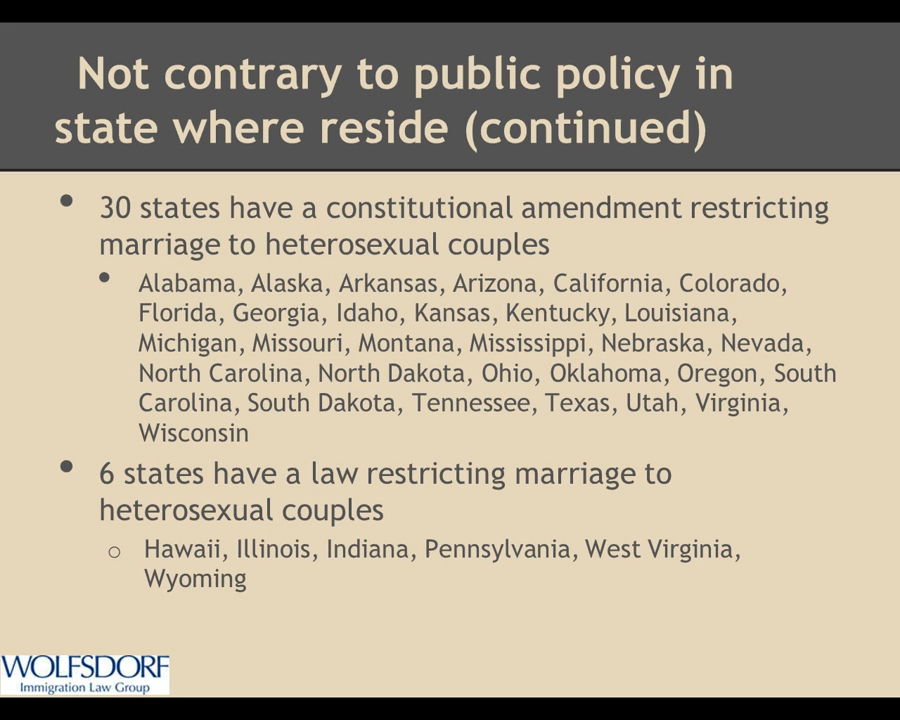 Not contrary to public policy in
state where reside (continued)
• 30 states have a constitutional amendment restricting
marriage to heterosexual couples
• Alabama, Alaska, Arkansas, Arizona, California, Colorado,
Florida, Georgia, Idaho, Kansas, Kentucky, Louisiana,
Michigan, Missouri, Montana, Mississippi, Nebraska, Nevada,
North Carolina, North Dakota, Ohio, Oklahoma, Oregon, South
Carolina, South Dakota, Tennessee, Texas, Utah, Virginia,
Wisconsin
• 6 states have a law restricting marriage to
heterosexual couples
o Hawaii, Illinois, Indiana, Pennsylvania, West Virginia,
Wyoming
WOLFSDORF
Immigration Law Group